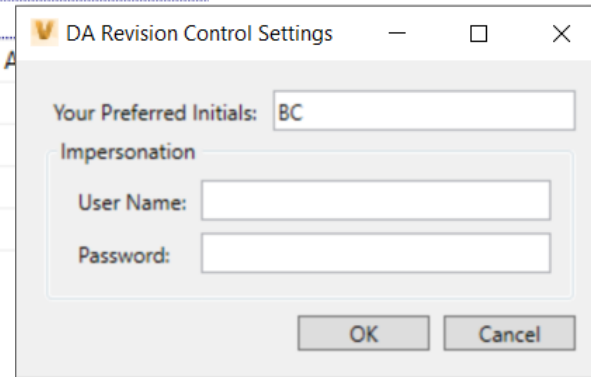 DA Revision Control Settings
A
Your Preferred Initials: BC
Impersonation
User Name:
Password:
OK Cancel